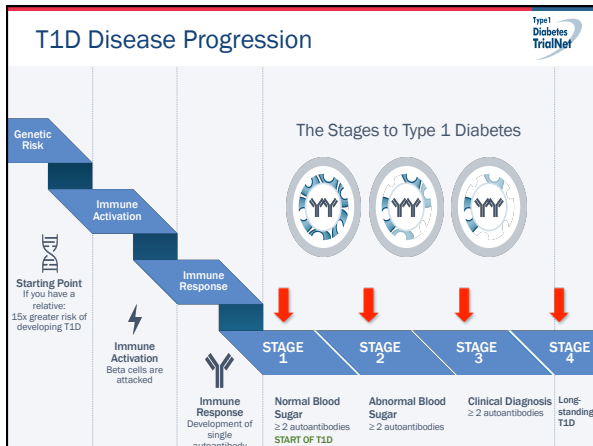 T1D Disease Progression
Type 1
Diabetes
TrialNet
Genetic
Risk
The Stages to Type 1 Diabetes
Immune
Activation
Immune
Response
Starting Point
If you have a
relative:
15x greater risk of
developing T1D
Immune
Activation
Beta cells are
attacked
Immune
Response
Development of
single
autoantibody
STAGE
1
STAGE
2
STAGE
3
STAGE
4
Normal Blood
Sugar
≥ 2 autoantibodies
START OF T1D
Abnormal Blood
Sugar
≥ 2 autoantibodies
Clinical Diagnosis
≥ 2 autoantibodies
Long-
standing
T1D